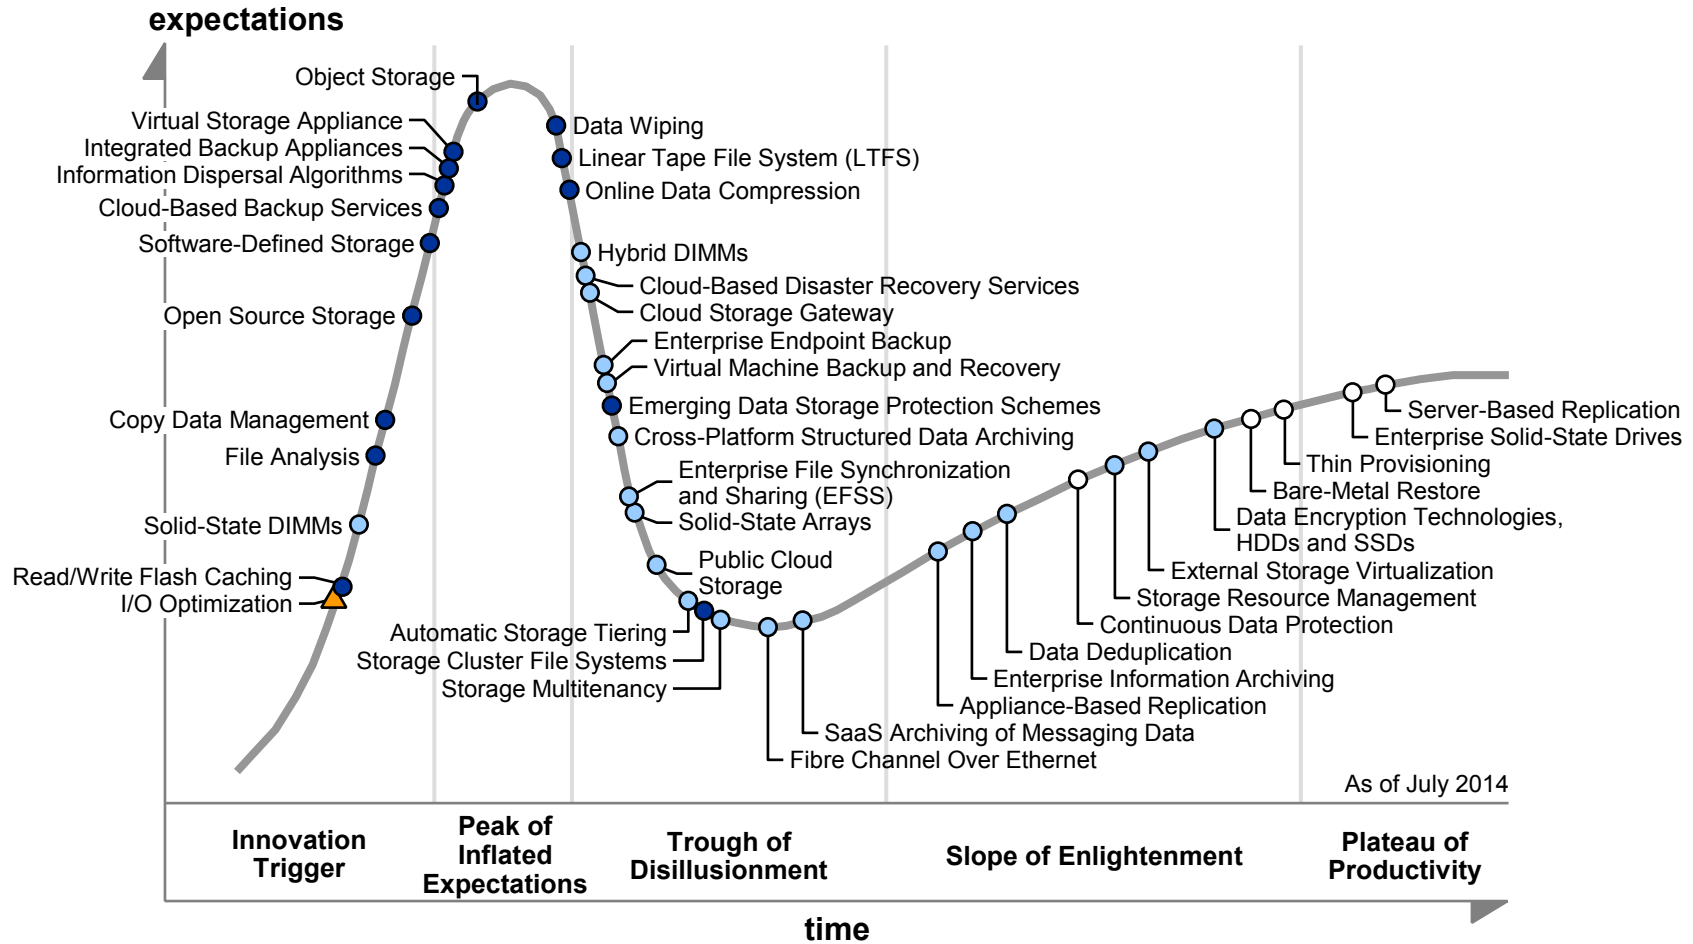 expectations
Object Storage
Virtual Storage Appliance
Integrated Backup Appliances
Information Dispersal Algorithms
Cloud-Based Backup Services
Software-Defined Storage
Open Source Storage
Copy Data Management
File Analysis
Solid-State DIMMs
Read/Write Flash Caching
I/O Optimization
Data Wiping
Linear Tape File System (LTFS)
Online Data Compression
Hybrid DIMMs
Cloud-Based Disaster Recovery Services
Cloud Storage Gateway
Enterprise Endpoint Backup
Virtual Machine Backup and Recovery
Emerging Data Storage Protection Schemes
Cross-Platform Structured Data Archiving
Enterprise File Synchronization
and Sharing (EFSS)
Solid-State Arrays
Public Cloud
Storage
Automatic Storage Tiering
Storage Cluster File Systems
Storage Multitenancy
Server-Based Replication
Enterprise Solid-State Drives
Thin Provisioning
Bare-Metal Restore
Data Encryption Technologies,
HDDs and SSDs
External Storage Virtualization
Storage Resource Management
Continuous Data Protection
Data Deduplication
Enterprise Information Archiving
Appliance-Based Replication
SaaS Archiving of Messaging Data
Fibre Channel Over Ethernet
As of July 2014
Innovation
Trigger
Peak of
Inflated
Expectations
Trough of
Disillusionment
Slope of Enlightenment
Plateau of
Productivity
time